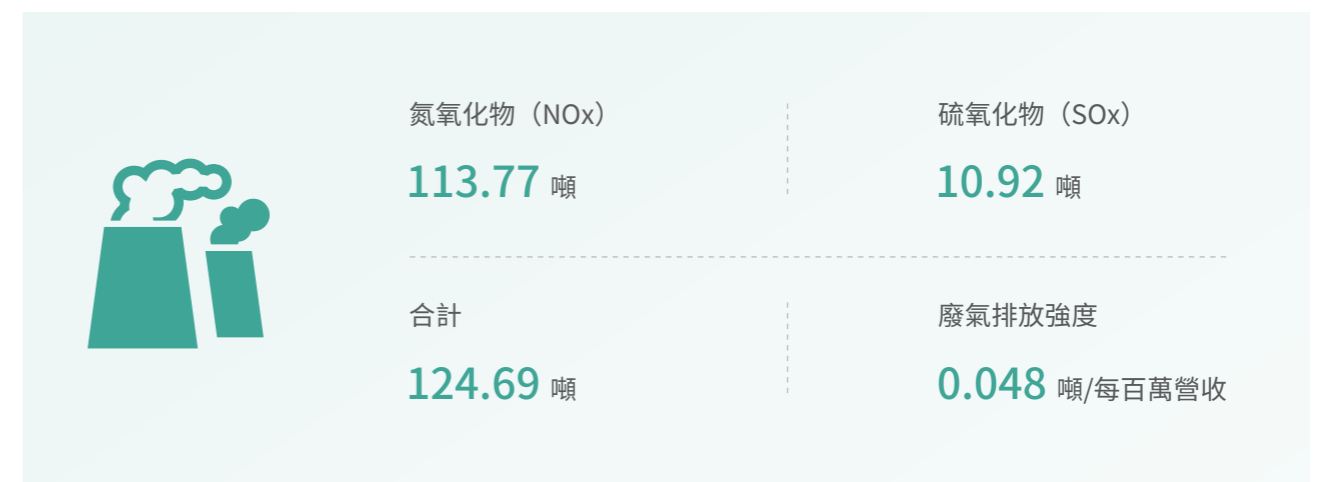 氮氧化物（NOx）
硫氧化物（SOx）
113.77 噸
10.92 噸
合計
廢氣排放強度
124.69 噸
0.048 噸/每百萬營收